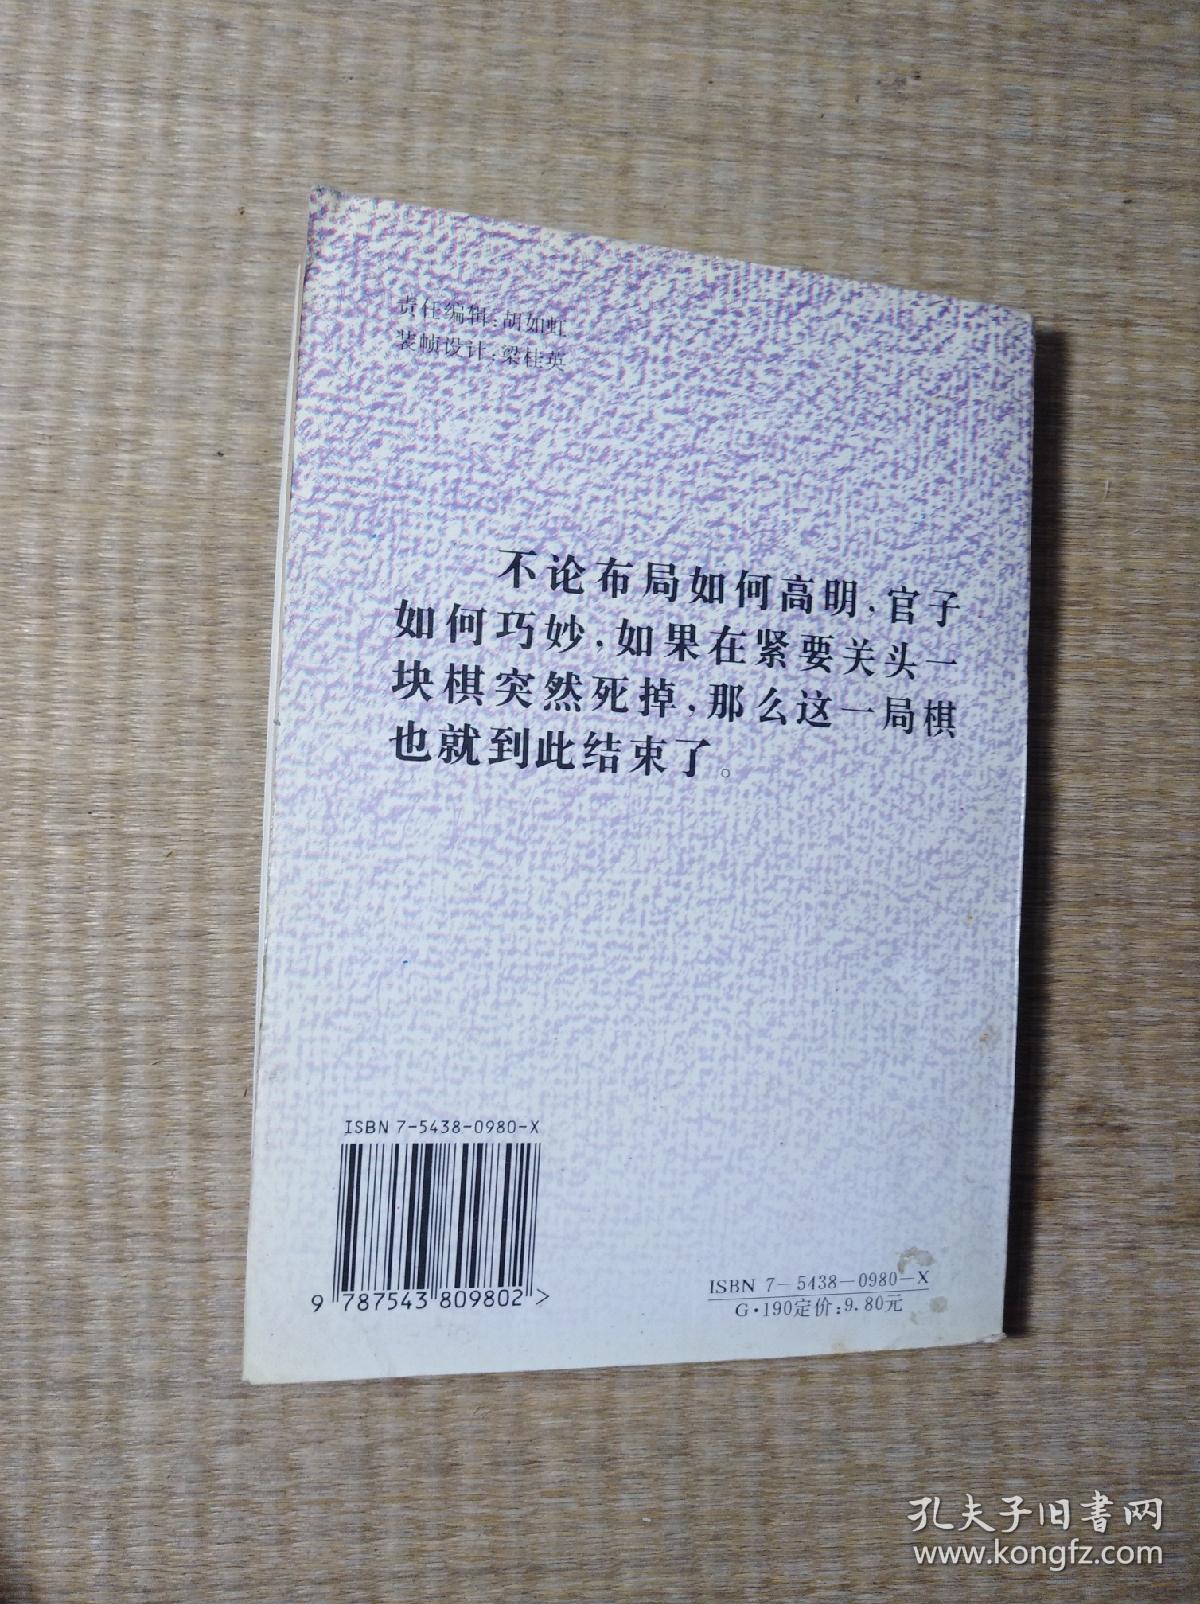 责任编辑：胡如虹
装帧设计：梁桂英
不论布局如何高明，官子
如何巧妙，如果在紧要关头一
块棋突然死掉，那么这一局棋
也就到此结束了。
ISBN 7-5438-0980-X
9 787543 809802 >
ISBN 7—5438—0980—X
G·190定价：9.80元
孔夫子旧书网
www.kongfz.com